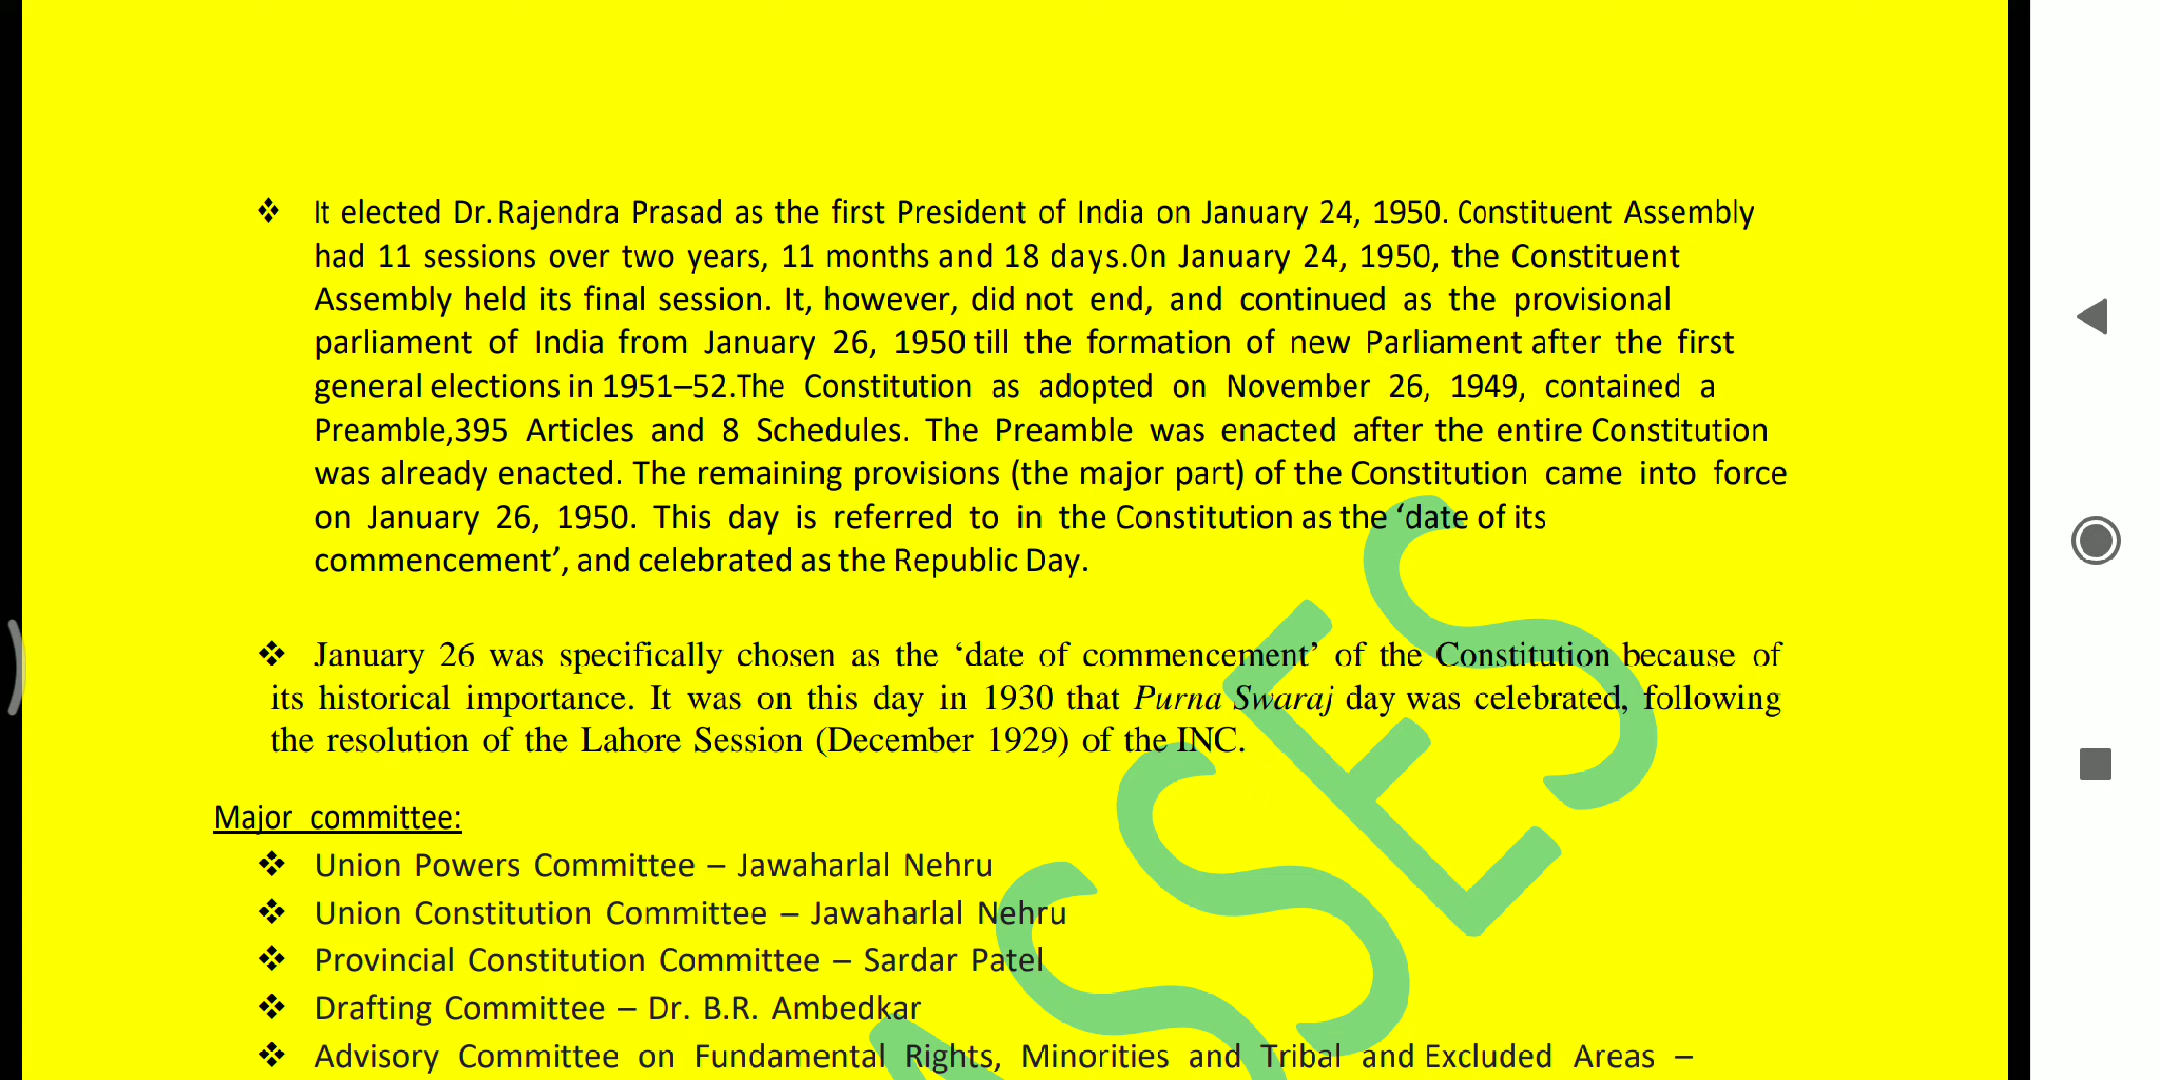 ❖ It elected Dr.Rajendra Prasad as the first President of India on January 24, 1950. Constituent Assembly
had 11 sessions over two years, 11 months and 18 days.0n January 24, 1950, the Constituent
Assembly held its final session. It, however, did not end, and continued as the provisional
parliament of India from January 26, 1950 till the formation of new Parliament after the first
general elections in 1951–52.The Constitution as adopted on November 26, 1949, contained a
Preamble,395 Articles and 8 Schedules. The Preamble was enacted after the entire Constitution
was already enacted. The remaining provisions (the major part) of the Constitution came into force
on January 26, 1950. This day is referred to in the Constitution as the ‘date of its
commencement’, and celebrated as the Republic Day.
❖ January 26 was specifically chosen as the ‘date of commencement’ of the Constitution because of
its historical importance. It was on this day in 1930 that Purna Swaraj day was celebrated, following
the resolution of the Lahore Session (December 1929) of the INC.
Major committee:
❖ Union Powers Committee – Jawaharlal Nehru
❖ Union Constitution Committee – Jawaharlal Nehru
❖ Provincial Constitution Committee – Sardar Patel
❖ Drafting Committee – Dr. B.R. Ambedkar
❖ Advisory Committee on Fundamental Rights, Minorities and Tribal and Excluded Areas –
ASSES